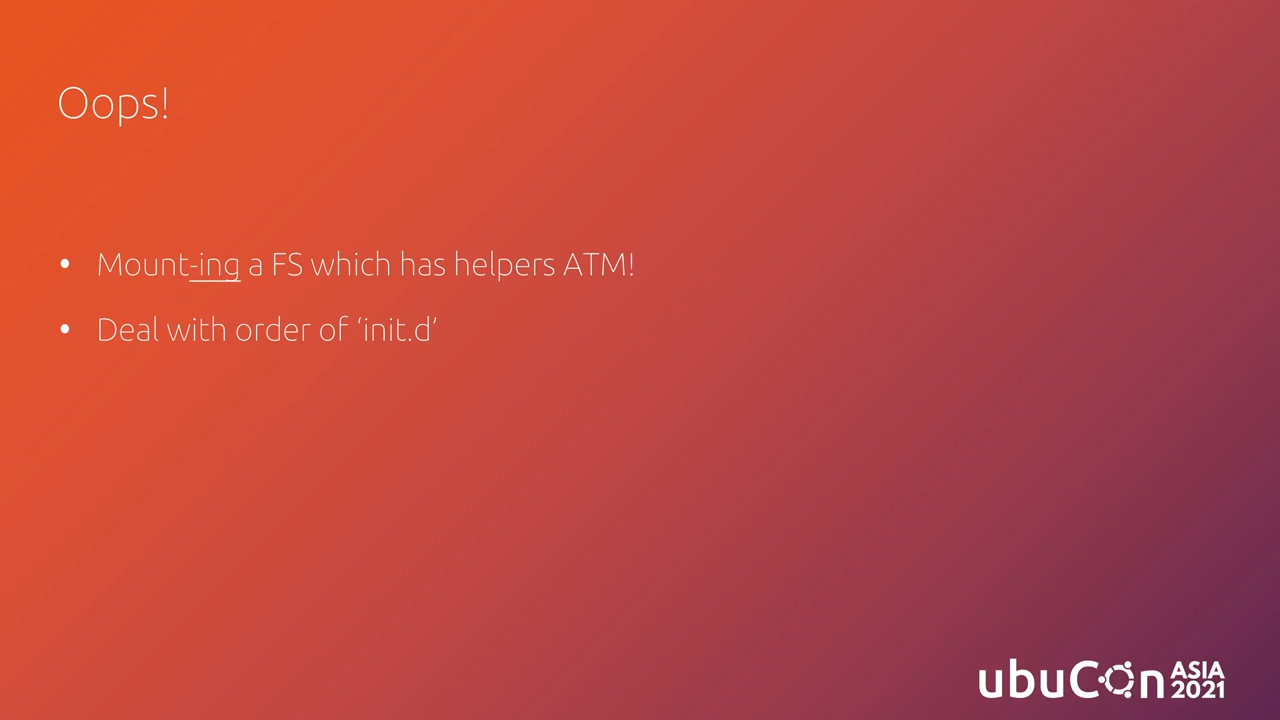 Oops!
• Mount-ing a FS which has helpers ATM!
• Deal with order of ‘init.d’
ubuCon ASIA
2021